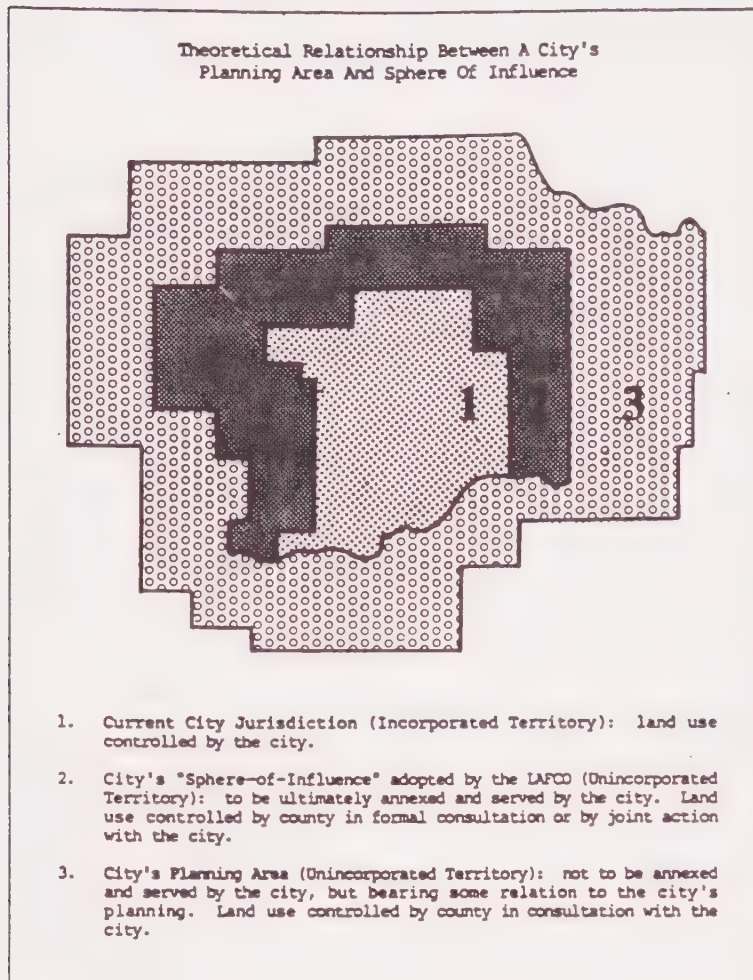 Theoretical Relationship Between A City's
Planning Area And Sphere Of Influence
1 2 3
1. Current City Jurisdiction (Incorporated Territory): land use
controlled by the city.
2. City's "Sphere-of-Influence" adopted by the LAFCO (Unincorporated
Territory): to be ultimately annexed and served by the city. Land
use controlled by county in formal consultation or by joint action
with the city.
3. City's Planning Area (Unincorporated Territory): not to be annexed
and served by the city, but bearing some relation to the city's
planning. Land use controlled by county in consultation with the
city.